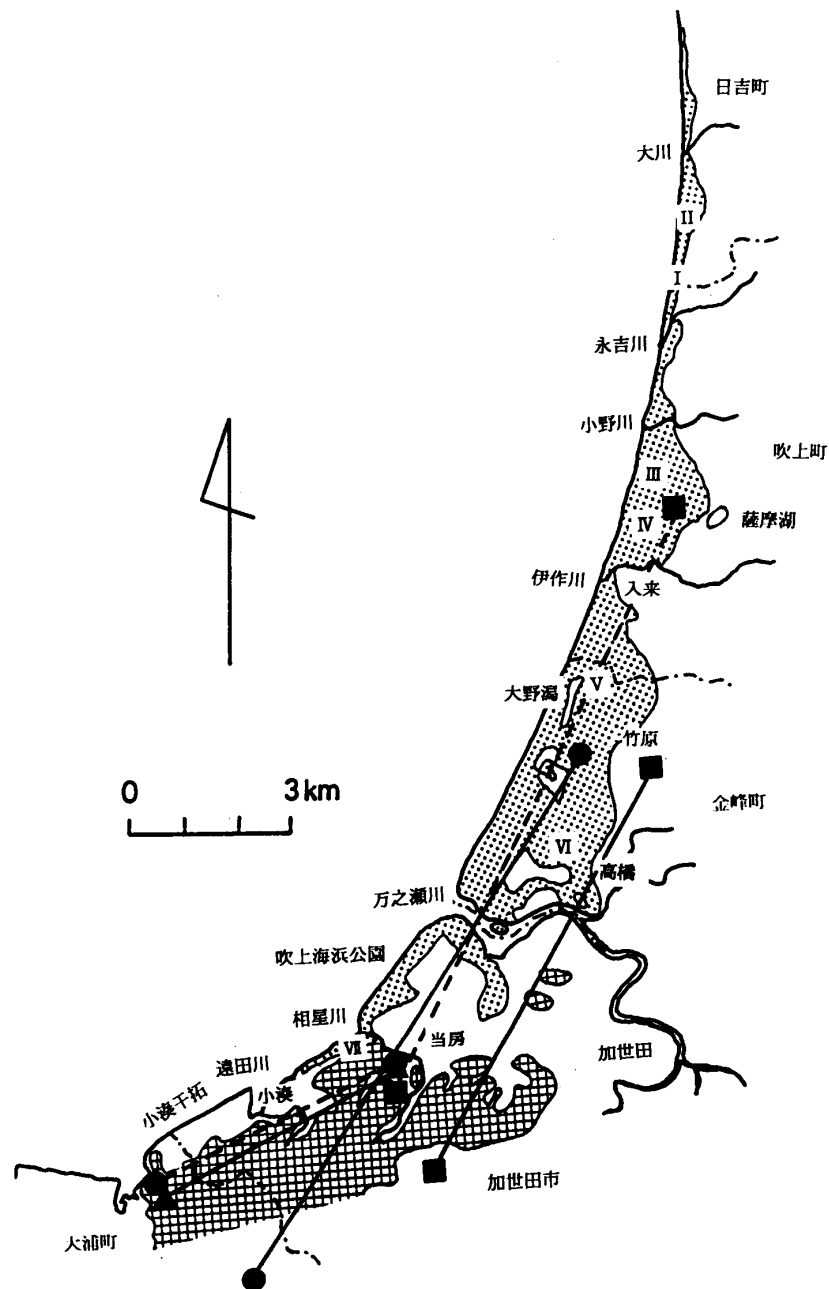 日吉町
大川
II
I
永吉川
小野川
吹上町
III
薩摩湖
IV
伊作川
入来
大野潟
V
竹原
0 3km
金峰町
VI
高橋
万之瀬川
吹上海浜公園
相星川
当房
加世田
VII
遠田川
小湊
小湊干拓
加世田市
大浦町